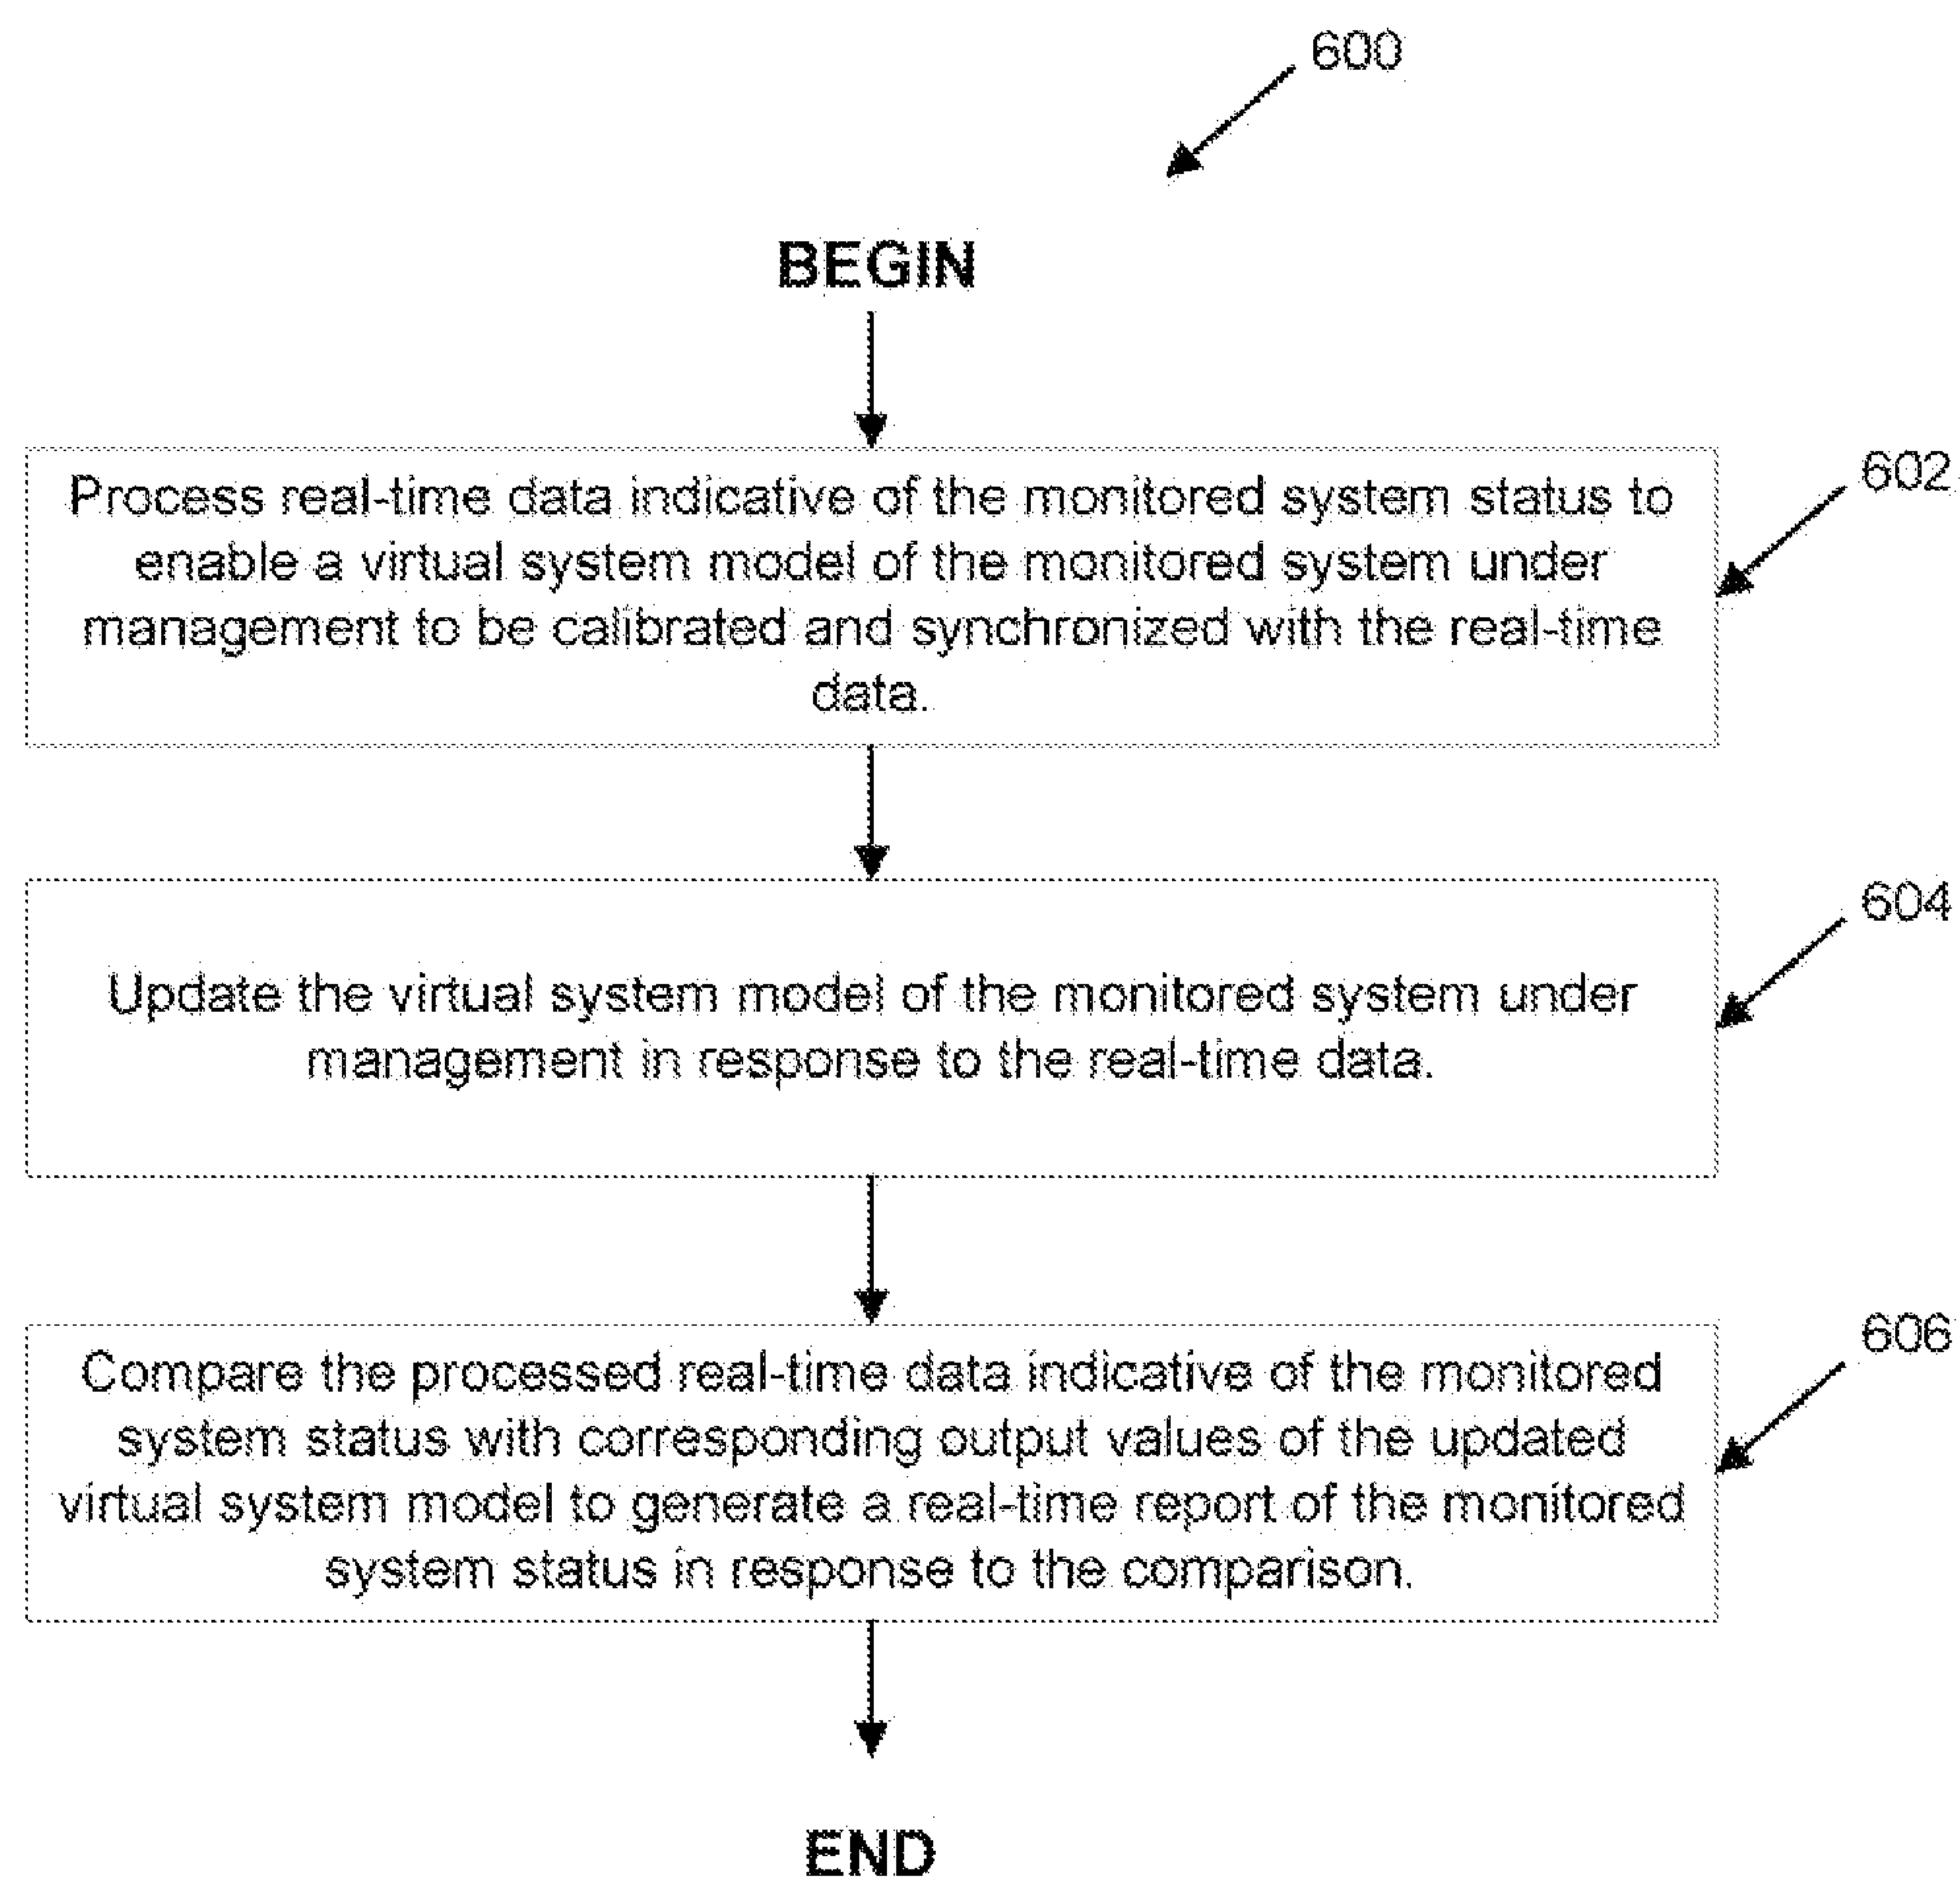 600
BEGIN
602
Process real-time data indicative of the monitored system status to
enable a virtual system model of the monitored system under
management to be calibrated and synchronized with the real-time
data.
604
Update the virtual system model of the monitored system under
management in response to the real-time data.
606
Compare the processed real-time data indicative of the monitored
system status with corresponding output values of the updated
virtual system model to generate a real-time report of the monitored
system status in response to the comparison.
END